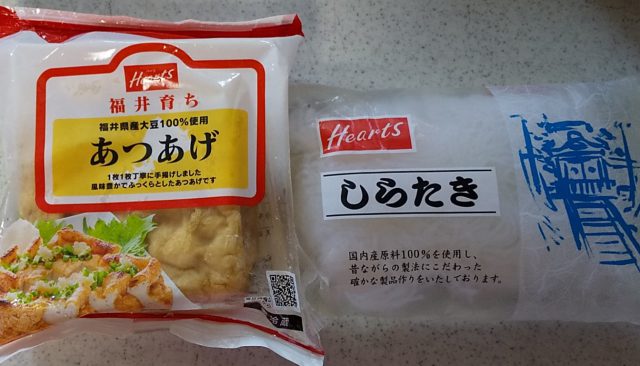 Hearts
福井育ち
福井県産大豆100%使用
あつあげ
1枚1枚丁寧に手揚げしました
風味豊かでふっくらとしたあつあげです
冷蔵
Hearts
しらたき
国内産原料100%を使用し、
昔ながらの製法にこだわった
確かな製品作りをいたしております。